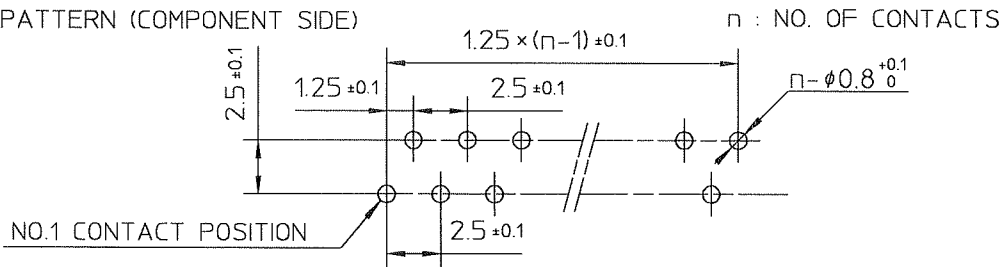 PATTERN (COMPONENT SIDE)
n : NO. OF CONTACTS
1.25 ×(n-1) ±0.1
n-φ0.8 +0.1 0
2.5 ±0.1
1.25 ±0.1
2.5 ±0.1
NO.1 CONTACT POSITION
2.5 ±0.1